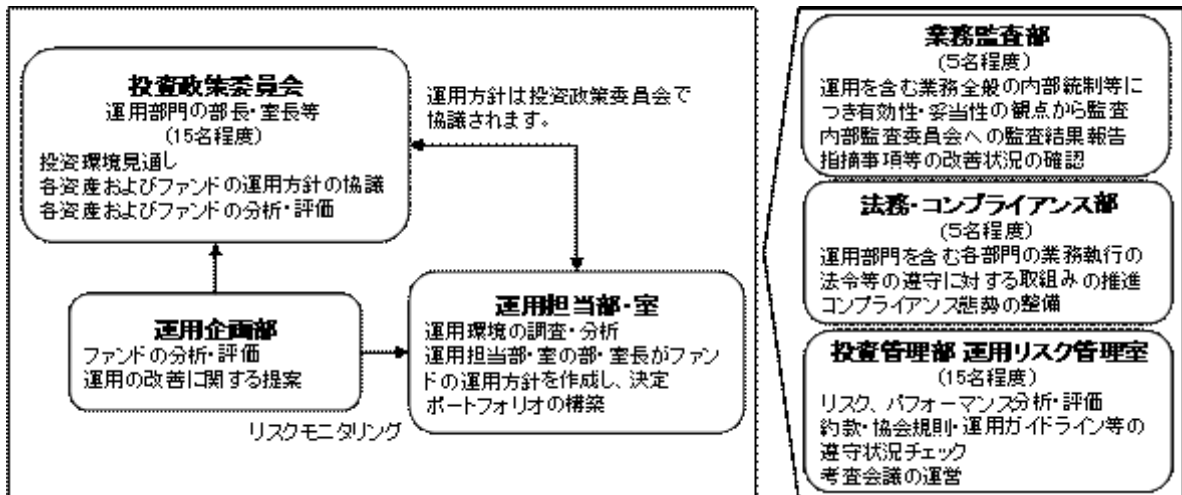 投資政策委員会
運用部門の部長・室長等
(15名程度)
投資環境見通し
各資産およびファンドの運用方針の協議
各資産およびファンドの分析・評価
運用方針は投資政策委員会で
協議されます。
運用企画部
ファンドの分析・評価
運用の改善に関する提案
運用担当部・室
運用環境の調査・分析
運用担当部・室の部・室長がファン
ドの運用方針を作成し、決定
ポートフォリオの構築
リスクモニタリング
業務監査部
(5名程度)
運用を含む業務全般の内部統制等に
つき有効性・妥当性の観点から監査
内部監査委員会への監査結果報告
指摘事項等の改善状況の確認
法務・コンプライアンス部
(5名程度)
運用部門を含む各部門の業務執行の
法令等の遵守に対する取組みの推進
コンプライアンス態勢の整備
投資管理部 運用リスク管理室
(15名程度)
リスク、パフォーマンス分析・評価
約款・協会規則・運用ガイドライン等の
遵守状況チェック
考査会議の運営